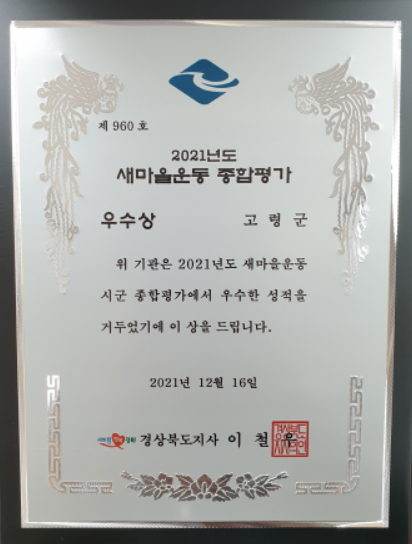 제 960 호
2021년도
새마을운동 종합평가
우수상 고령군
위 기관은 2021년도 새마을운동
시군 종합평가에서 우수한 성적을
거두었기에 이 상을 드립니다.
2021년 12월 16일
경상북도지사 이 철 우